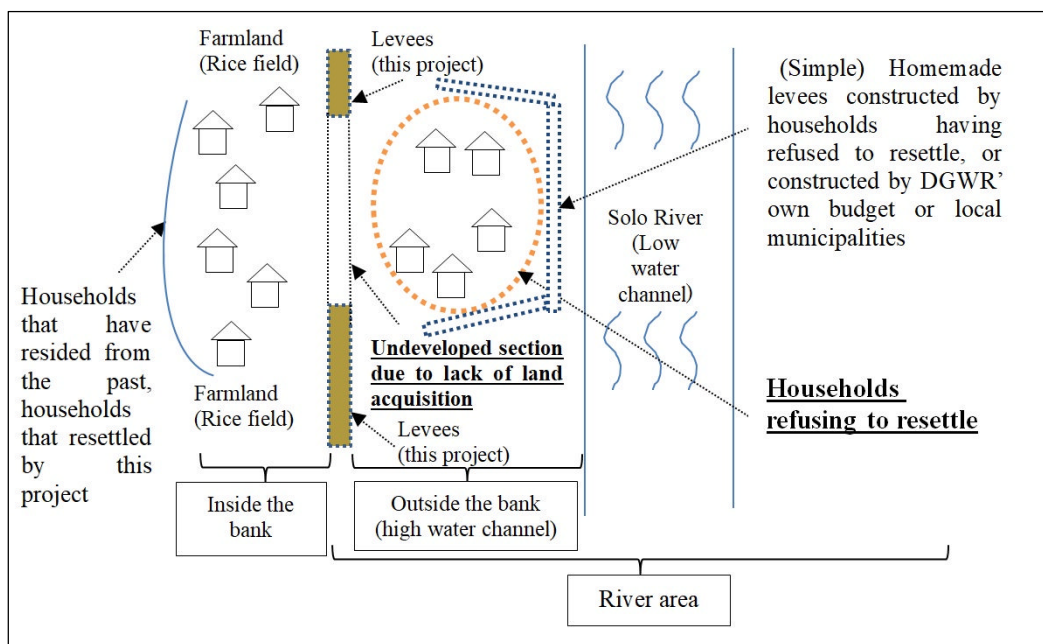 Farmland
(Rice field)
Levees
(this project)
(Simple) Homemade
levees constructed by
households having
refused to resettle, or
constructed by DGWR’
own budget or local
municipalities
Solo River
(Low
water
channel)
Households
that have
resided from
the past,
households
that resettled
by this
project
Undeveloped section
due to lack of land
acquisition
Households
refusing to resettle
Farmland
(Rice field)
Levees
(this project)
Inside the
bank
Outside the bank
(high water channel)
River area